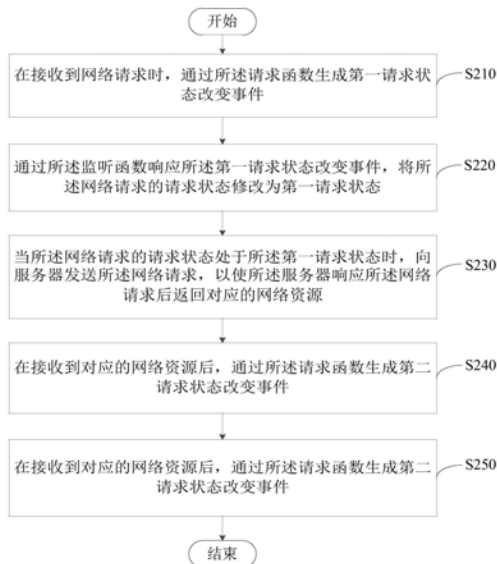 开始
在接收到网络请求时，通过所述请求函数生成第一请求状
态改变事件
S210
通过所述监听函数响应所述第一请求状态改变事件，将所
述网络请求的请求状态修改为第一请求状态
S220
当所述网络请求的请求状态处于所述第一请求状态时，向
服务器发送所述网络请求，以使所述服务器响应所述网络
请求后返回对应的网络资源
S230
在接收到对应的网络资源后，通过所述请求函数生成第二
请求状态改变事件
S240
在接收到对应的网络资源后，通过所述请求函数生成第二
请求状态改变事件
S250
结束